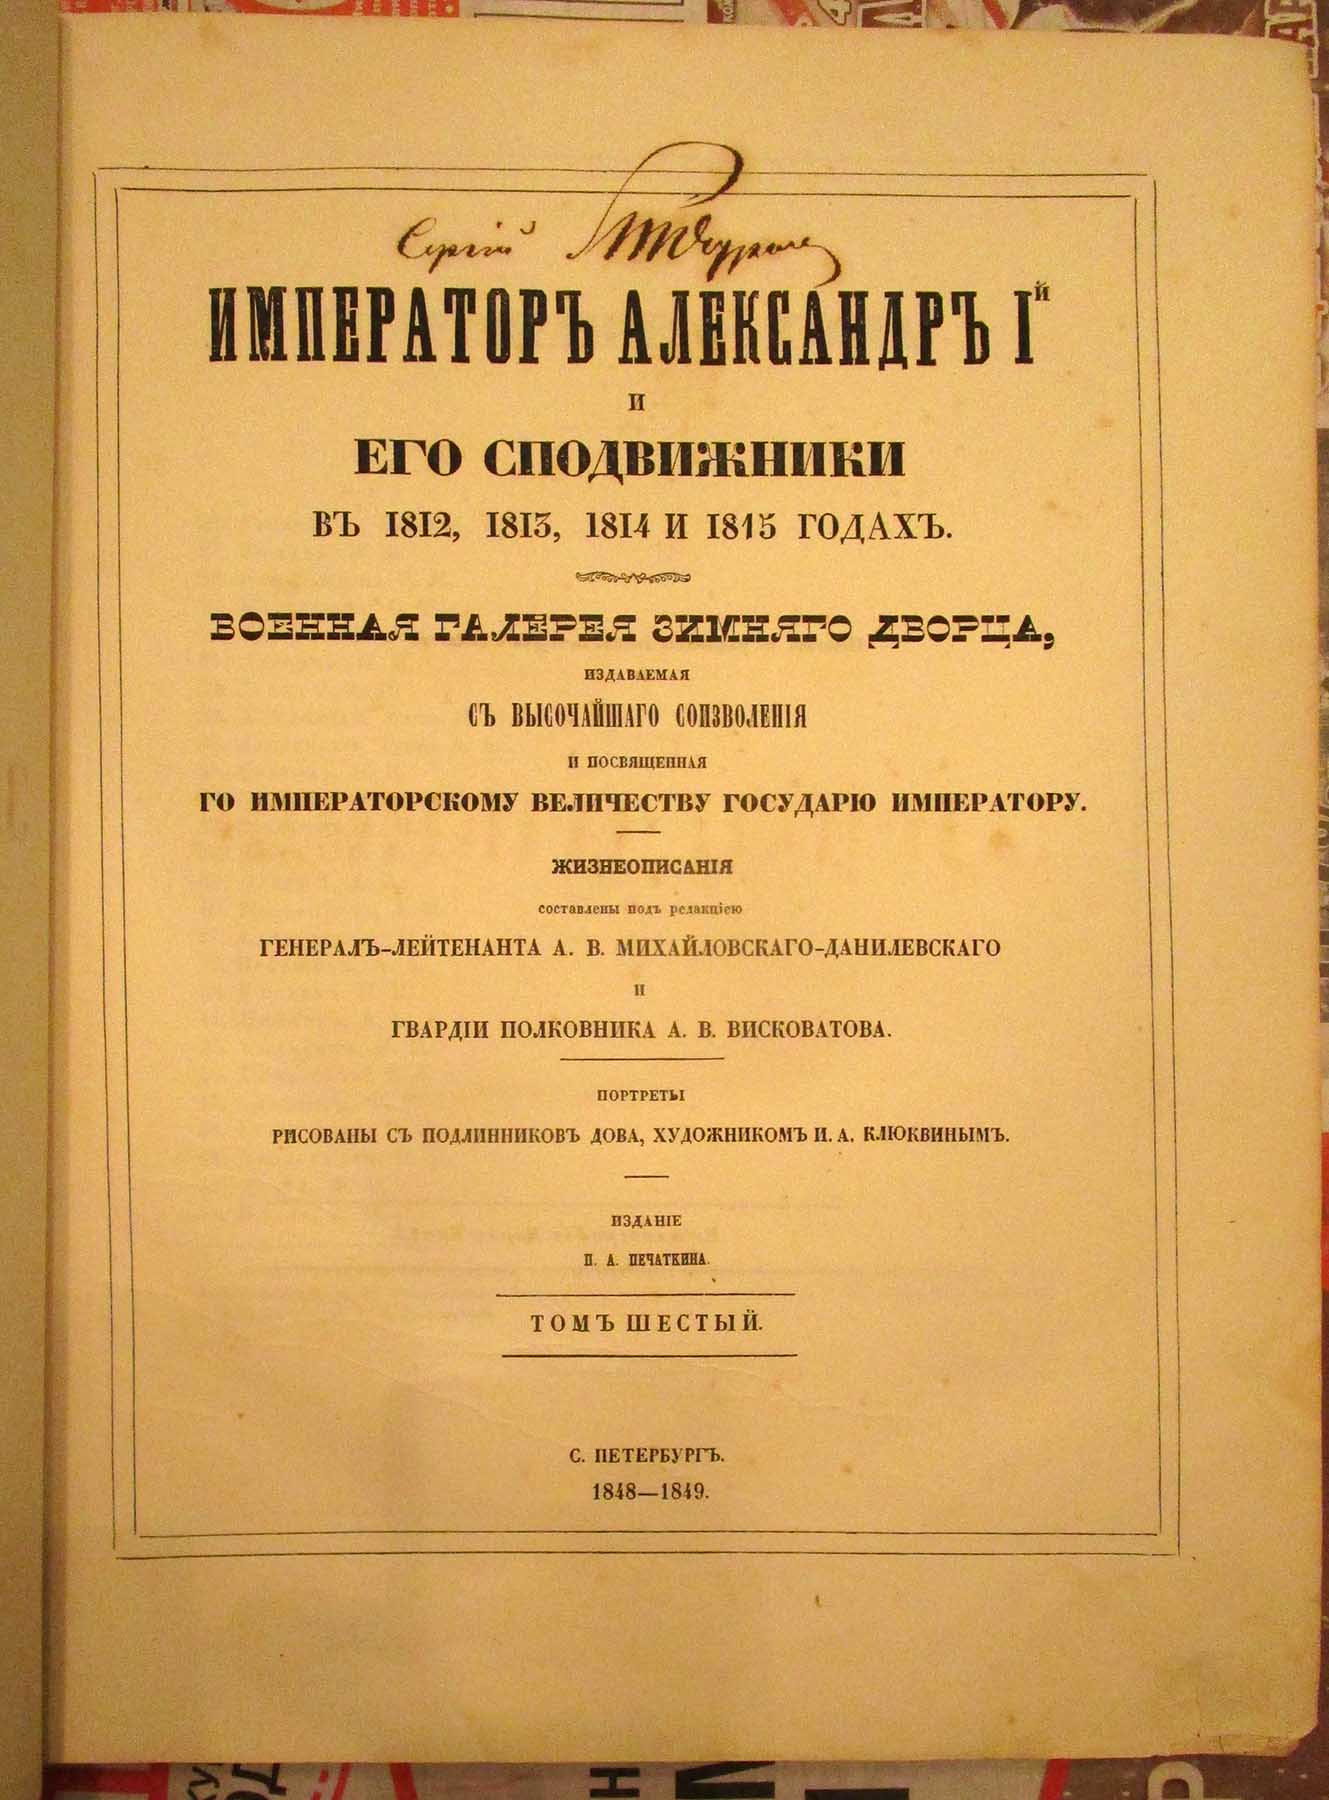 Сергій
ИМПЕРАТОРЪ АЛЕКСАНДРЪ Iй
И
ЕГО СПОДВИЖНИКИ
ВЪ 1812, 1813, 1814 И 1815 ГОДАХЪ.
ВОЕННАЯ ГАЛЕРЕЯ ЗИМНЯГО ДВОРЦА,
ИЗДАВАЕМАЯ
СЪ ВЫСОЧАЙШАГО СОИЗВОЛЕНІЯ
И ПОСВЯЩЕННАЯ
ГО ИМПЕРАТОРСКОМУ ВЕЛИЧЕСТВУ ГОСУДАРЮ ИМПЕРАТОРУ.
ЖИЗНЕОПИСАНІЯ
составлены подъ редакціею
ГЕНЕРАЛЪ-ЛЕЙТЕНАНТА А. В. МИХАЙЛОВСКАГО-ДАНИЛЕВСКАГО
И
ГВАРДІИ ПОЛКОВНИКА А. В. ВИСКОВАТОВА.
ПОРТРЕТЫ
РИСОВАНЫ СЪ ПОДЛИННИКОВЪ ДОВА, ХУДОЖНИКОМЪ И. А. КЛЮКВИНЫМЪ.
ИЗДАНІЕ
П. А. ПЕЧАТКИНА.
ТОМЪ ШЕСТЫЙ.
С. ПЕТЕРБУРГЪ.
1848—1849.